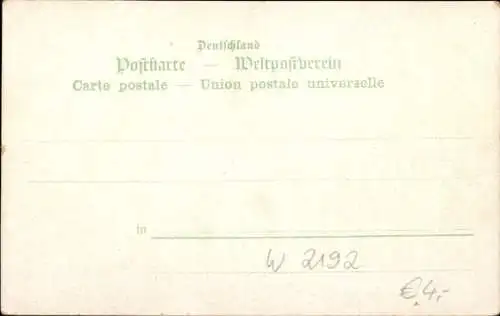 Deutschland
Postkarte — Weltpostverein
Carte postale — Union postale universelle
in
W 2192
€ 4,-